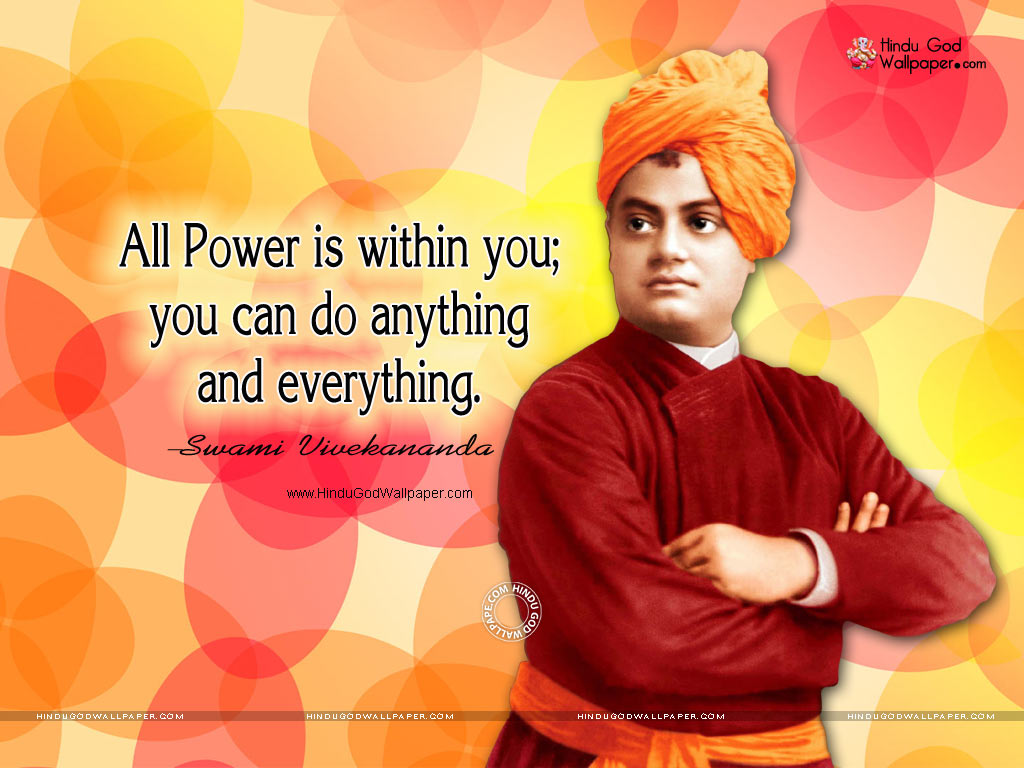 Hindu God
Wallpaper.com
All Power is within you;
you can do anything
and everything.
–Swami Vivekananda
www.HinduGodWallpaper.com
HINDU GOD WALLPAPE.COM
HINDUGODWALLPAPER.COM HINDUGODWALLPAPER.COM HINDUGODWALLPAPER.COM HINDUGODWALLPAPER.COM